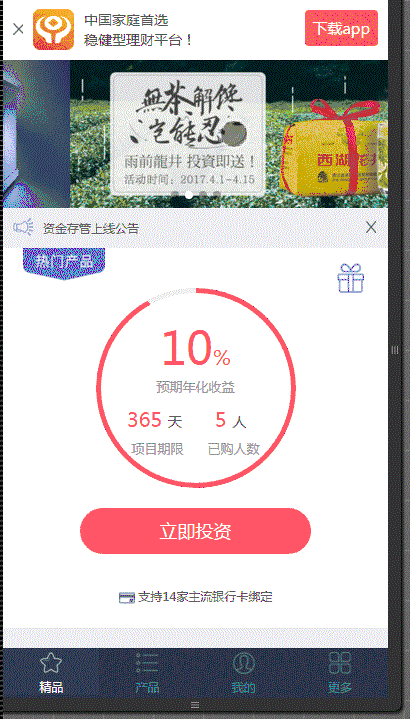 中国家庭首选
稳健型理财平台！
下载app
無茶解馋
岂能忍
雨前龍井 投資即送！
活动时间：2017.4.1-4.15
西湖
资金存管上线公告
热门产品
10%
预期年化收益
365 天
5 人
项目期限
已购人数
立即投资
支持14家主流银行卡绑定
精品
产品
我的
更多